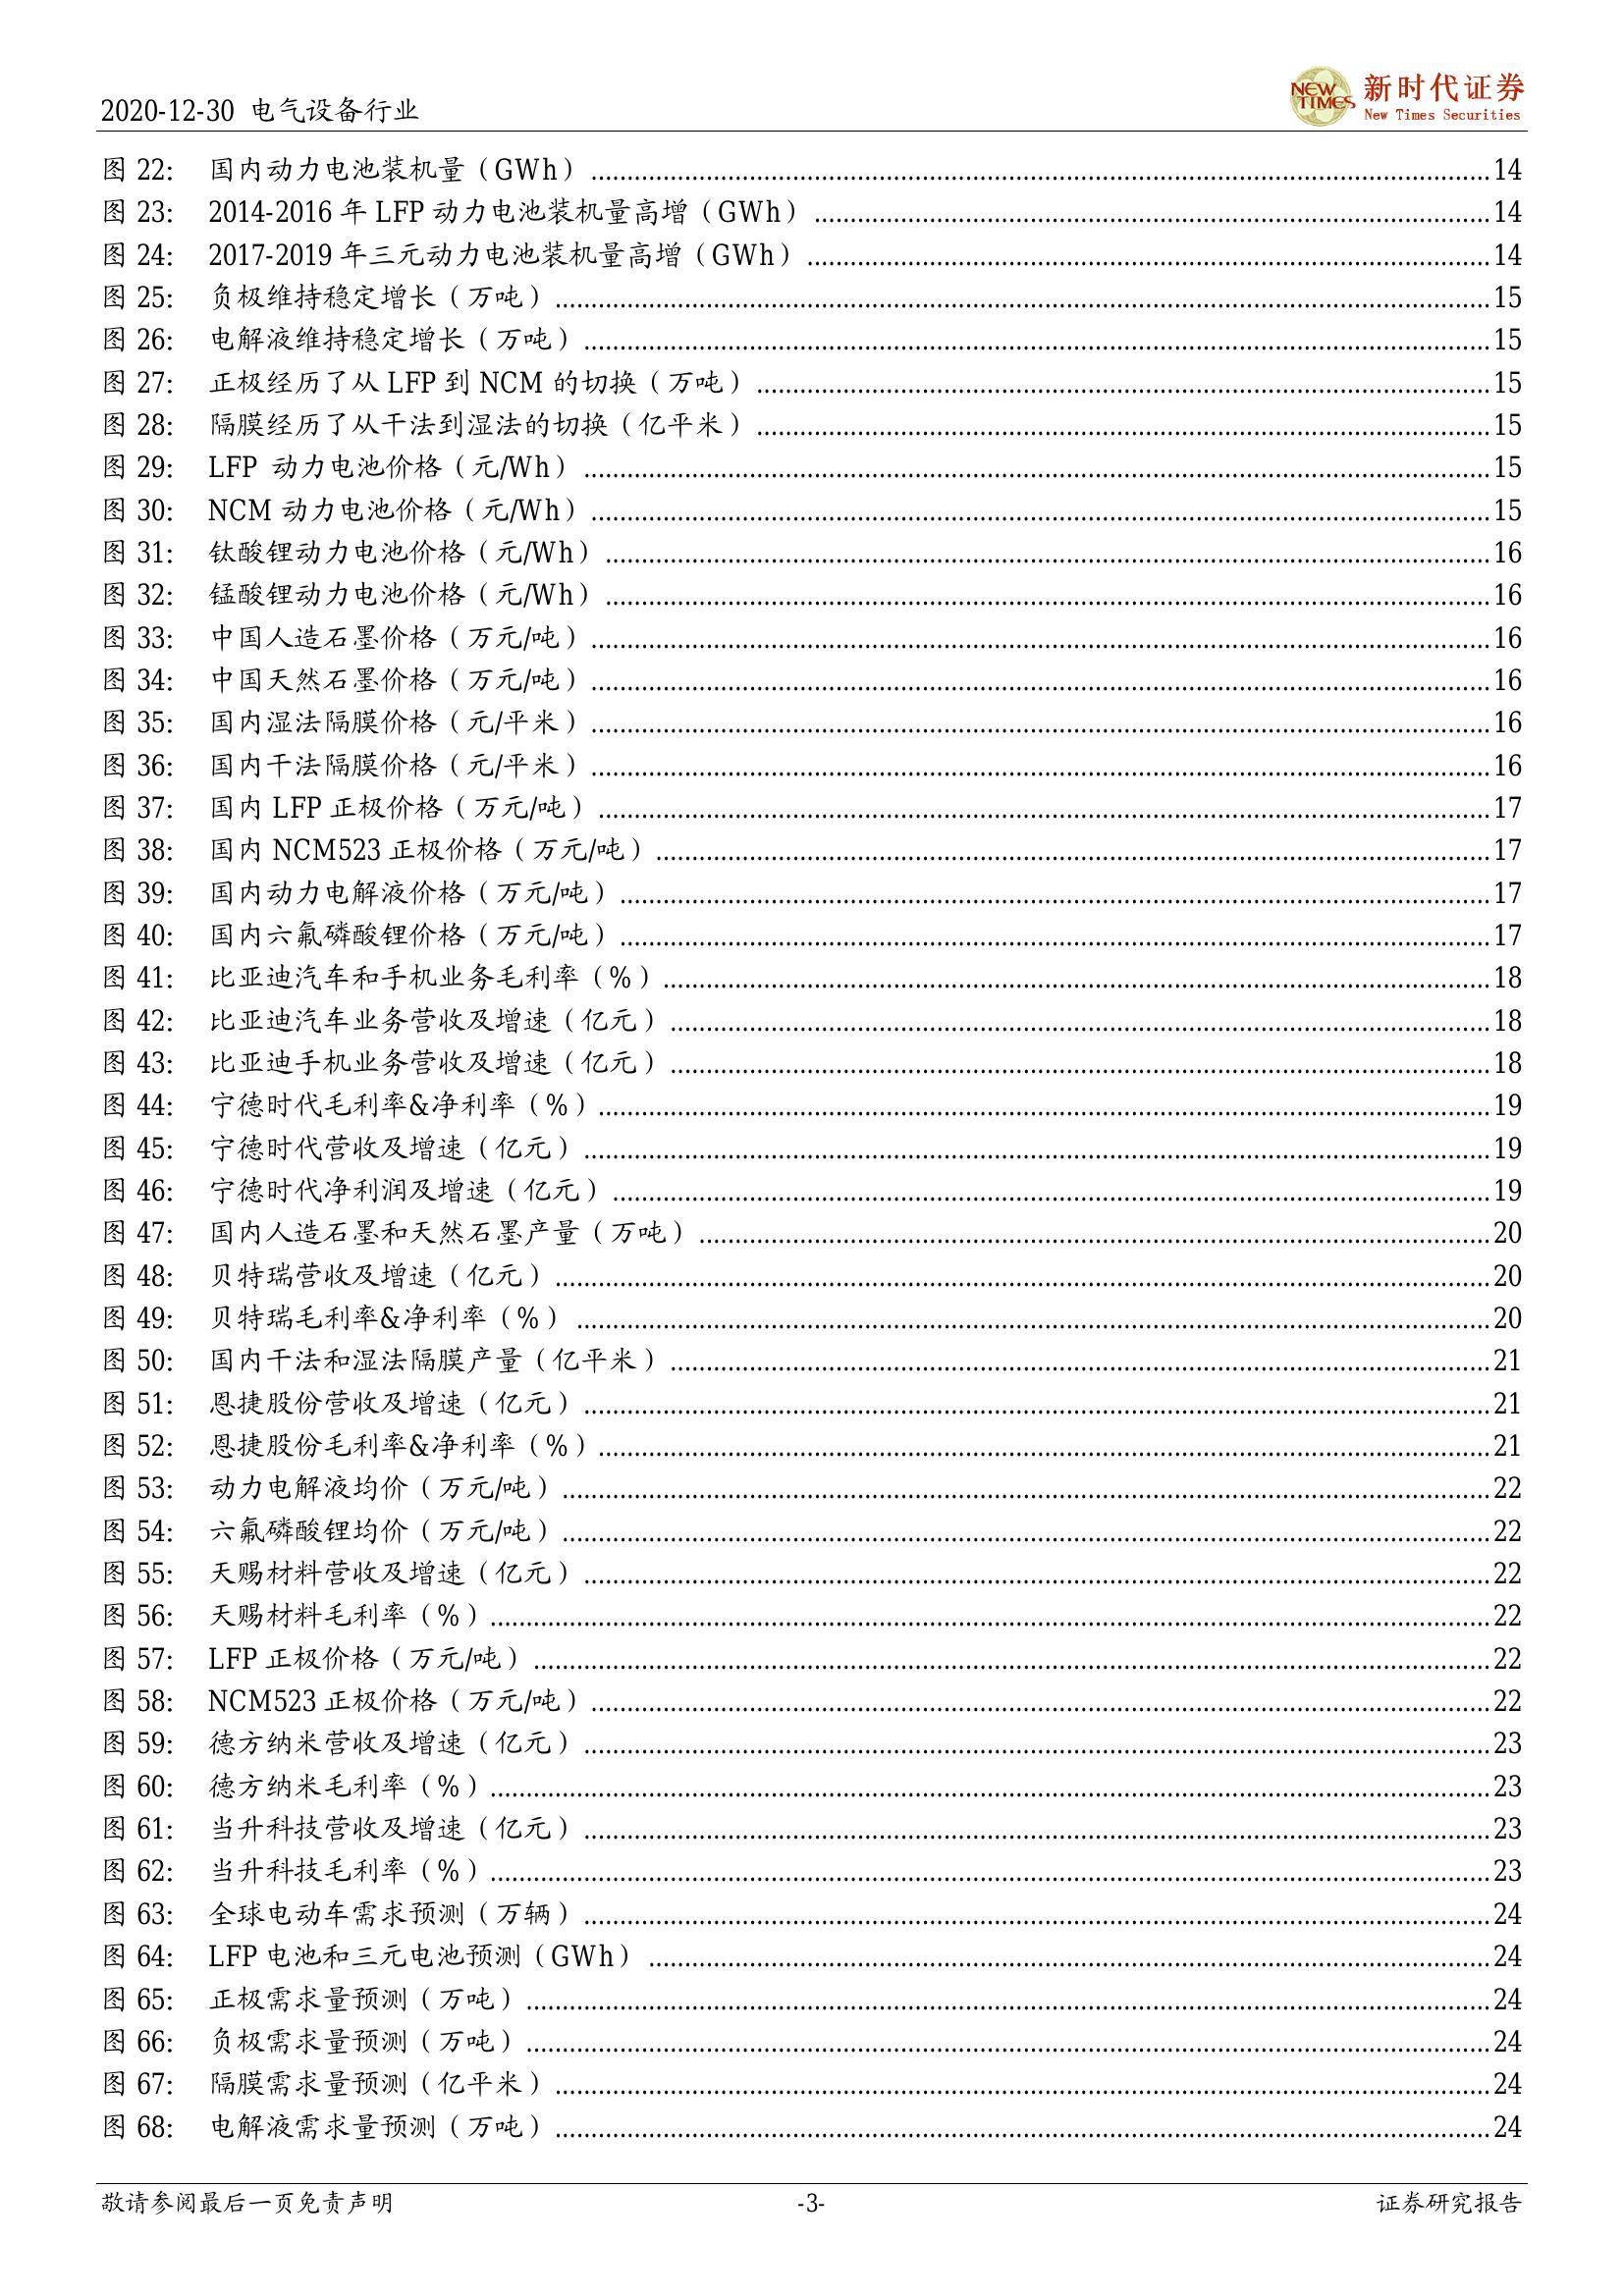 2020-12-30 电气设备行业
NEW TIMES 新时代证券
New Times Securities
图 22: 国内动力电池装机量（GWh）14
图 23: 2014-2016 年 LFP 动力电池装机量高增（GWh）14
图 24: 2017-2019 年三元动力电池装机量高增（GWh）14
图 25: 负极维持稳定增长（万吨）15
图 26: 电解液维持稳定增长（万吨）15
图 27: 正极经历了从 LFP 到 NCM 的切换（万吨）15
图 28: 隔膜经历了从干法到湿法的切换（亿平米）15
图 29: LFP 动力电池价格（元/Wh）15
图 30: NCM 动力电池价格（元/Wh）15
图 31: 钛酸锂动力电池价格（元/Wh）16
图 32: 锰酸锂动力电池价格（元/Wh）16
图 33: 中国人造石墨价格（万元/吨）16
图 34: 中国天然石墨价格（万元/吨）16
图 35: 国内湿法隔膜价格（元/平米）16
图 36: 国内干法隔膜价格（元/平米）16
图 37: 国内 LFP 正极价格（万元/吨）17
图 38: 国内 NCM523 正极价格（万元/吨）17
图 39: 国内动力电解液价格（万元/吨）17
图 40: 国内六氟磷酸锂价格（万元/吨）17
图 41: 比亚迪汽车和手机业务毛利率（%）18
图 42: 比亚迪汽车业务营收及增速（亿元）18
图 43: 比亚迪手机业务营收及增速（亿元）18
图 44: 宁德时代毛利率&净利率（%）19
图 45: 宁德时代营收及增速（亿元）19
图 46: 宁德时代净利润及增速（亿元）19
图 47: 国内人造石墨和天然石墨产量（万吨）20
图 48: 贝特瑞营收及增速（亿元）20
图 49: 贝特瑞毛利率&净利率（%）20
图 50: 国内干法和湿法隔膜产量（亿平米）21
图 51: 恩捷股份营收及增速（亿元）21
图 52: 恩捷股份毛利率&净利率（%）21
图 53: 动力电解液均价（万元/吨）22
图 54: 六氟磷酸锂均价（万元/吨）22
图 55: 天赐材料营收及增速（亿元）22
图 56: 天赐材料毛利率（%）22
图 57: LFP 正极价格（万元/吨）22
图 58: NCM523 正极价格（万元/吨）22
图 59: 德方纳米营收及增速（亿元）23
图 60: 德方纳米毛利率（%）23
图 61: 当升科技营收及增速（亿元）23
图 62: 当升科技毛利率（%）23
图 63: 全球电动车需求预测（万辆）24
图 64: LFP 电池和三元电池预测（GWh）24
图 65: 正极需求量预测（万吨）24
图 66: 负极需求量预测（万吨）24
图 67: 隔膜需求量预测（亿平米）24
图 68: 电解液需求量预测（万吨）24
敬请参阅最后一页免责声明 -3- 证券研究报告